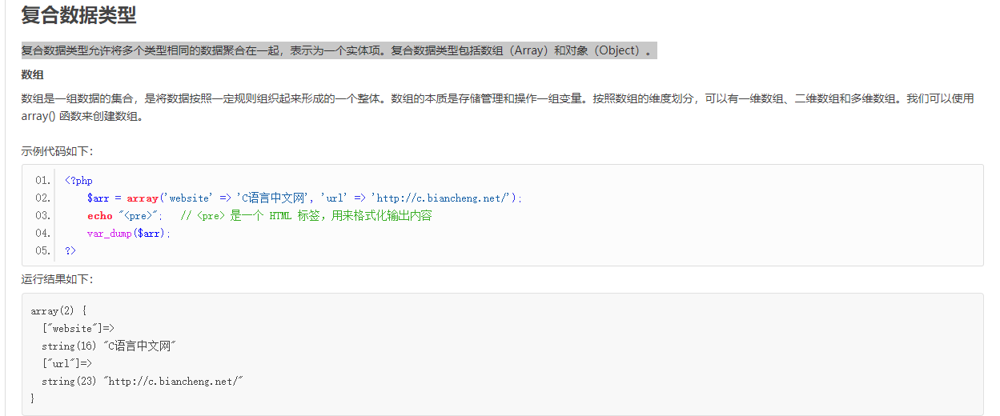 复合数据类型
复合数据类型允许将多个类型相同的数据聚合在一起，表示为一个实体项。复合数据类型包括数组（Array）和对象（Object）。
数组
数组是一组数据的集合，是将数据按照一定规则组织起来形成的一个整体。数组的本质是存储管理和操作一组变量。按照数组的维度划分，可以有一维数组、二维数组和多维数组。我们可以使用
array() 函数来创建数组。
示例代码如下：
01. <?php
02.     $arr = array('website' => 'C语言中文网', 'url' => 'http://c.biancheng.net/');
03.     echo "<pre>";   // <pre> 是一个 HTML 标签，用来格式化输出内容
04.     var_dump($arr);
05. ?>
运行结果如下：
array(2) {
  ["website"]=>
  string(16) "C语言中文网"
  ["url"]=>
  string(23) "http://c.biancheng.net/"
}